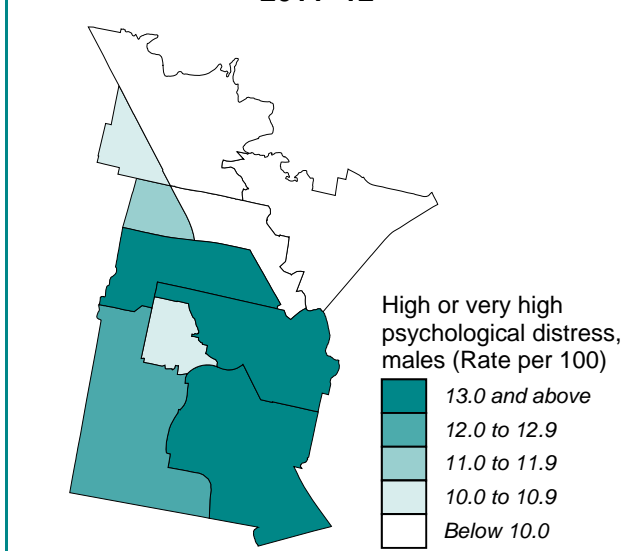 High or very high
psychological distress,
males (Rate per 100)
13.0 and above
12.0 to 12.9
11.0 to 11.9
10.0 to 10.9
Below 10.0